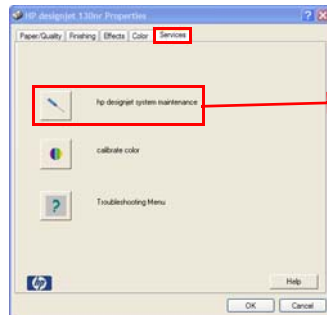 HP designjet 130nr Properties
Paper/Quality Finishing Effects Color Services
hp designjet system maintenance
calibrate color
Troubleshooting Menu
hp
Help
OK Cancel